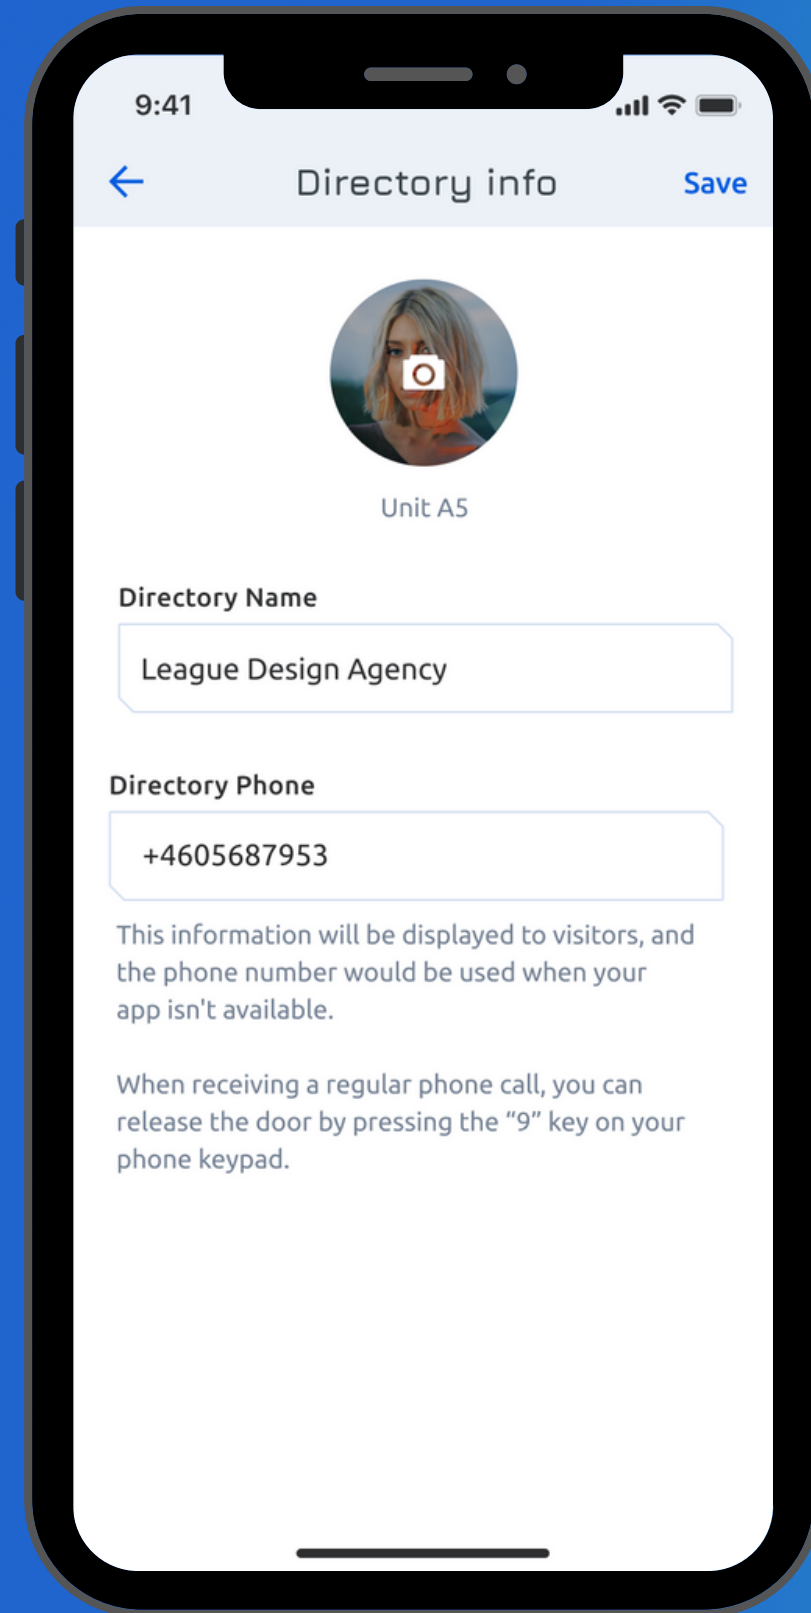 9:41
Directory info
Save
Unit A5
Directory Name
League Design Agency
Directory Phone
+4605687953
This information will be displayed to visitors, and
the phone number would be used when your
app isn't available.
When receiving a regular phone call, you can
release the door by pressing the “9” key on your
phone keypad.